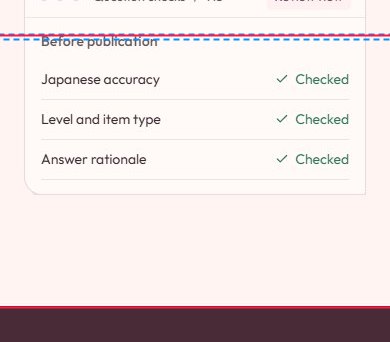 Before publication
Japanese accuracy ✓ Checked
Level and item type ✓ Checked
Answer rationale ✓ Checked